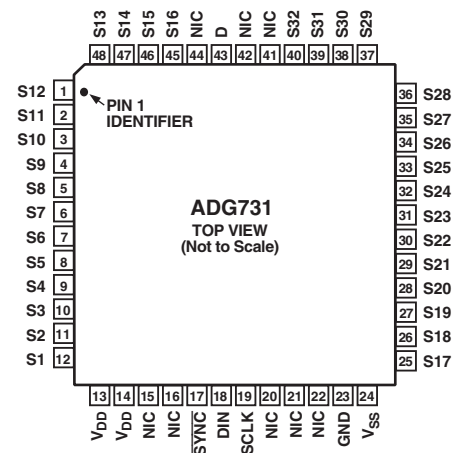 S13 S14 S15 S16 NIC D NIC NIC S32 S31 S30 S29
48 47 46 45 44 43 42 41 40 39 38 37
S12 1
S11 2
S10 3
S9 4
S8 5
S7 6
S6 7
S5 8
S4 9
S3 10
S2 11
S1 12
PIN 1
IDENTIFIER
ADG731
TOP VIEW
(Not to Scale)
36 S28
35 S27
34 S26
33 S25
32 S24
31 S23
30 S22
29 S21
28 S20
27 S19
26 S18
25 S17
13 14 15 16 17 18 19 20 21 22 23 24
VDD VDD NIC NIC SYNC DIN SCLK NIC NIC NIC GND VSS